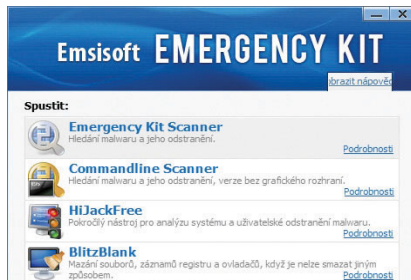 Emsisoft EMERGENCY KIT
Spustit:
Emergency Kit Scanner
Hledání malwaru a jeho odstranění.
Podrobnosti
Commandline Scanner
Hledání malwaru a jeho odstranění, verze bez grafického rozhraní.
Podrobnosti
HiJackFree
Pokročilý nástroj pro analýzu systému a uživatelské odstranění malwaru.
Podrobnosti
BlitzBlank
Mazání souborů, záznamů registru a ovladačů, když je nelze smazat jiným
způsobem.
Podrobnosti